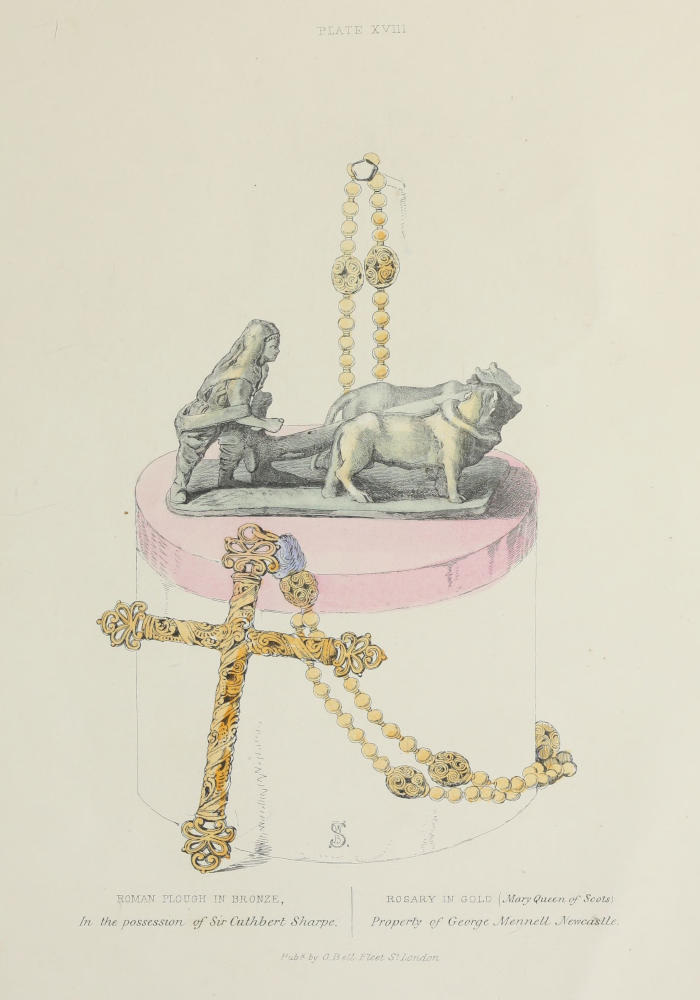 PLATE XVIII
S.
ROMAN PLOUGH IN BRONZE,
In the possession of Sir Cuthbert Sharpe.
ROSARY IN GOLD (Mary Queen of Scots)
Property of George Mennell Newcastle.
Pubd. by G. Bell Fleet St. London